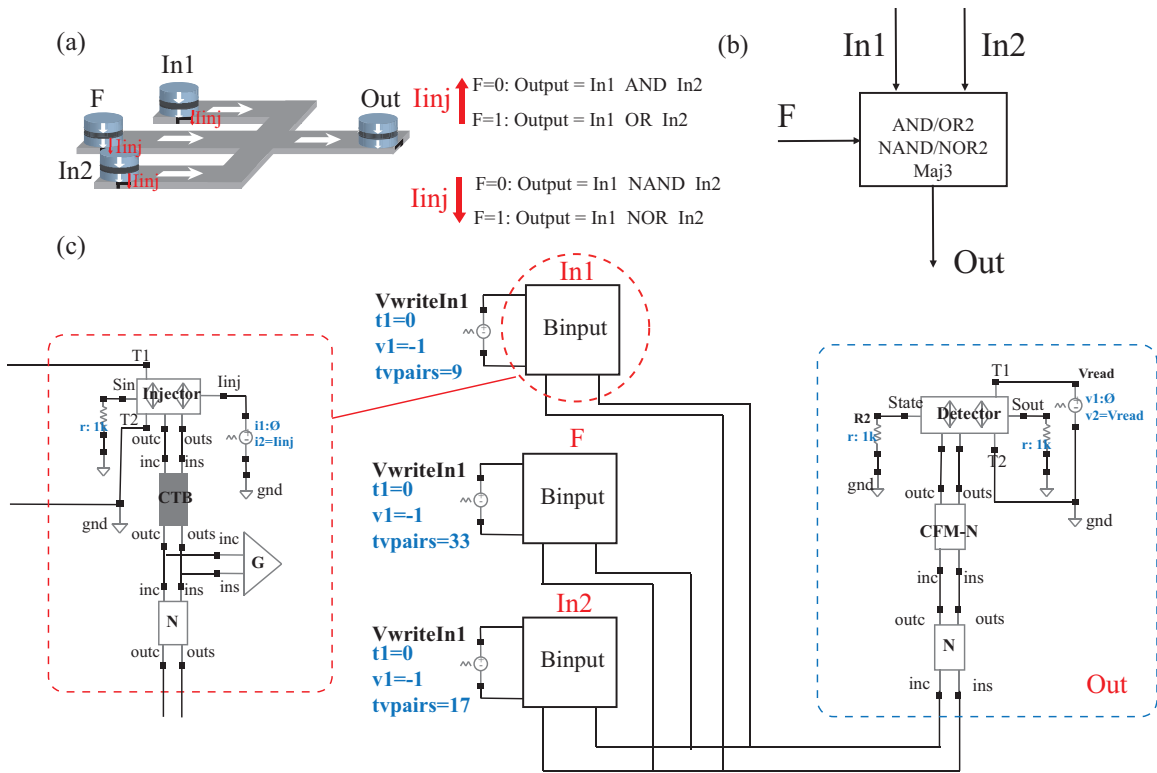 (a)
In1
F
Iinj
Iinj
In2
Iinj
Out
Iinj
F=0: Output = In1 AND In2
F=1: Output = In1 OR In2
Iinj
F=0: Output = In1 NAND In2
F=1: Output = In1 NOR In2
(b)
In1
In2
F
AND/OR2
NAND/NOR2
Maj3
Out
(c)
T1
Sin
Injector
Iinj
r: 1k
T2
i1:Ø
i2=Iinj
outc
outs
inc
ins
gnd
CTB
gnd
outc
outs
inc
G
inc
ins
ins
N
outc
outs
In1
VwriteIn1
t1=0
v1=-1
tvpairs=9
Binput
F
VwriteIn1
t1=0
v1=-1
tvpairs=33
Binput
In2
VwriteIn1
t1=0
v1=-1
tvpairs=17
Binput
T1
Vread
v1:Ø
v2=Vread
State
Detector
Sout
R2
r: 1k
r: 1k
T2
gnd
gnd
outc
outs
gnd
CFM-N
inc
ins
outc
outs
N
inc
ins
Out